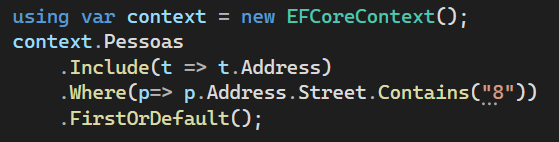 using var context = new EFCoreContext();
context.Pessoas
    .Include(t => t.Address)
    .Where(p=> p.Address.Street.Contains("8"))
    .FirstOrDefault();